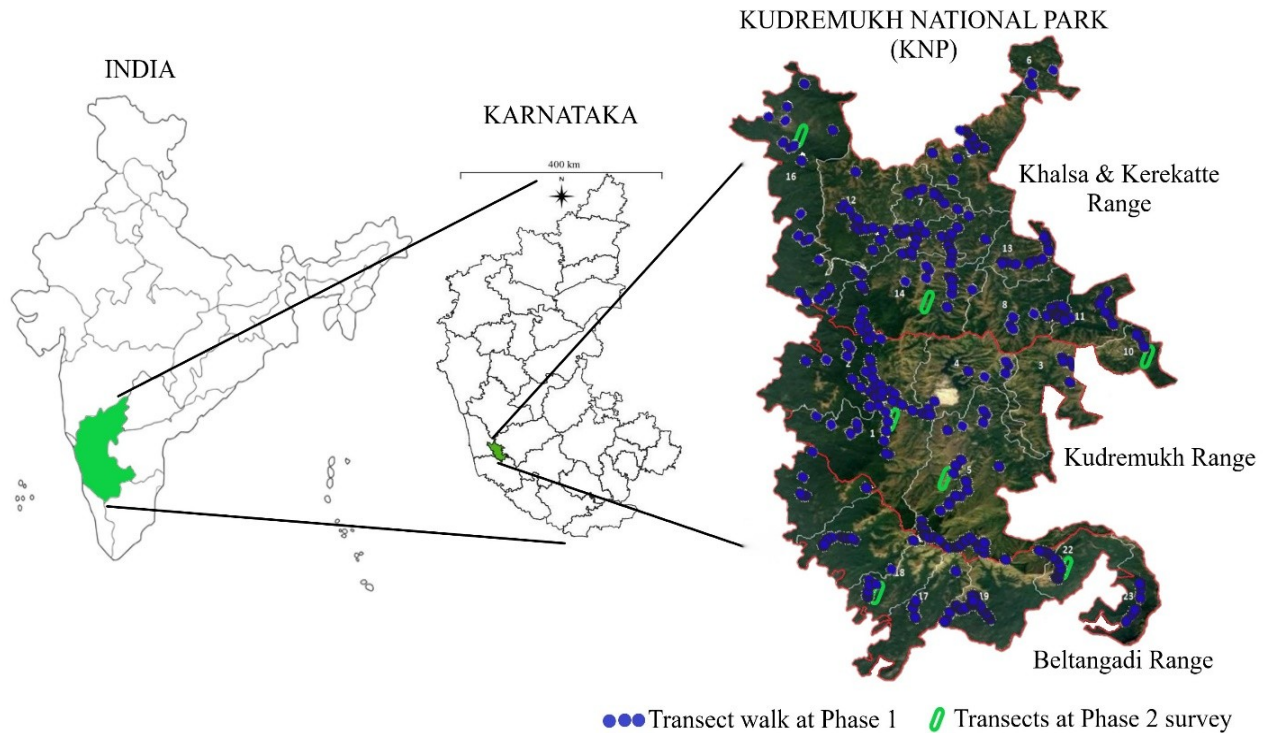 KUDREMUKH NATIONAL PARK
(KNP)
INDIA
KARNATAKA
400 km
N
6
16
12
7
13
14
8
11
10
2
4
3
1
5
22
18
17
19
23
Khalsa & Kerekatte
Range
Kudremukh Range
Beltangadi Range
Transect walk at Phase 1
Transects at Phase 2 survey